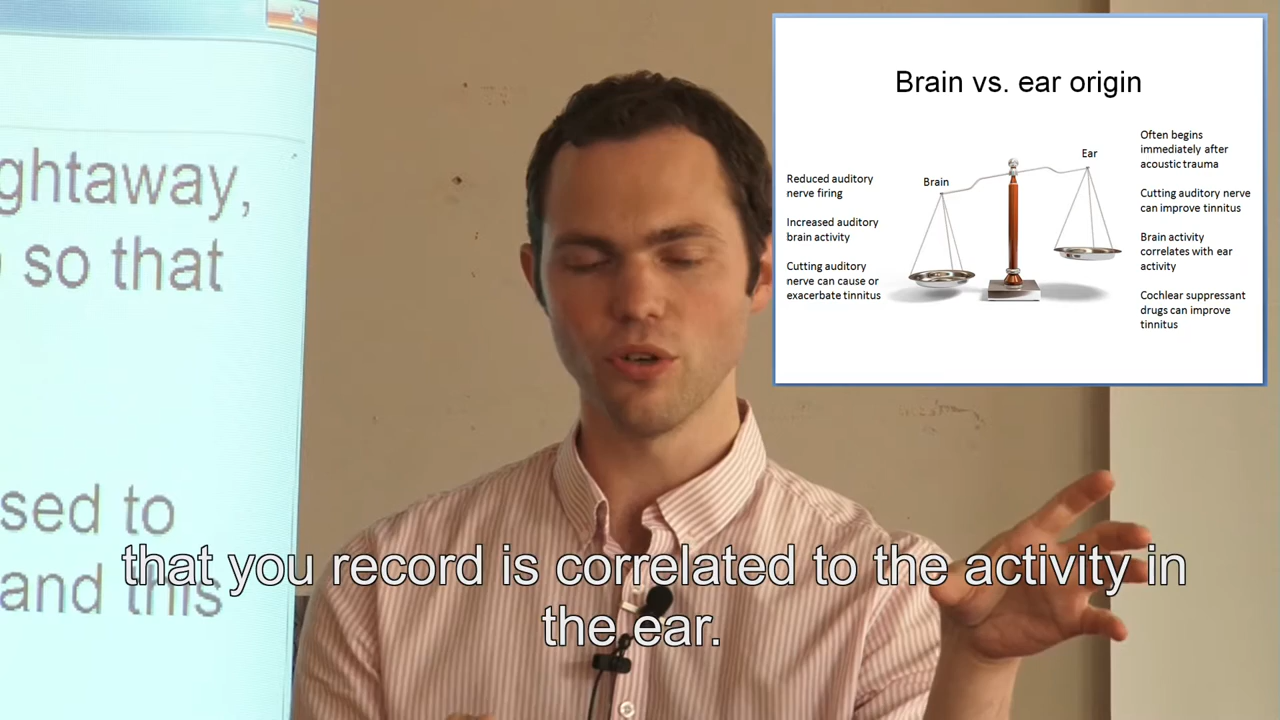 ghtaway,
so that
sed to
and this
Brain vs. ear origin
Brain
Ear
Reduced auditory
nerve firing
Increased auditory
brain activity
Cutting auditory
nerve can cause or
exacerbate tinnitus
Often begins
immediately after
acoustic trauma
Cutting auditory nerve
can improve tinnitus
Brain activity
correlates with ear
activity
Cochlear suppressant
drugs can improve
tinnitus
that you record is correlated to the activity in
the ear.